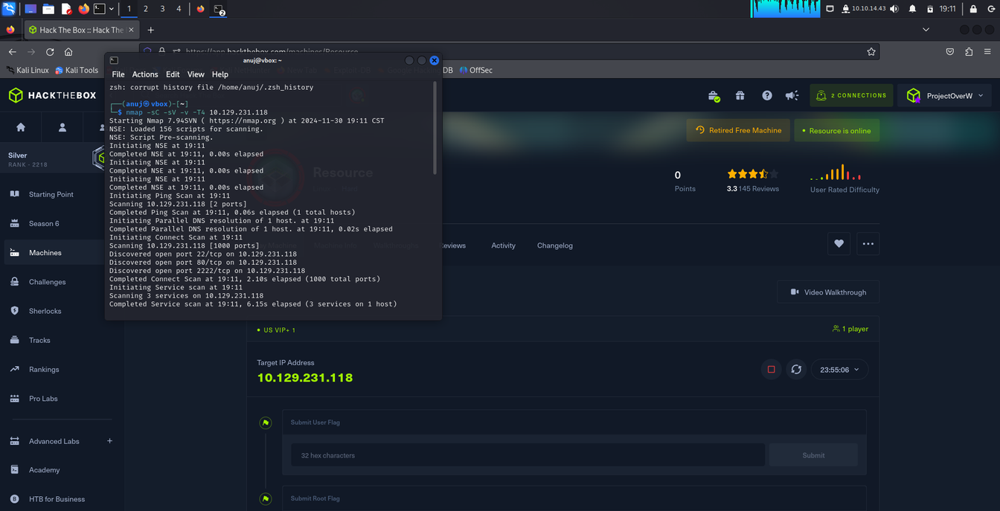 1 2 3 4
2
10.10.14.43
19:11
Hack The Box :: Hack The
https://app.hackthebox.com/machines/Resource
Kali Linux
Kali Tools
DB
OffSec
anuj@vbox: ~
File Actions Edit View Help
zsh: corrupt history file /home/anuj/.zsh_history
┌──(anuj㉿vbox)-[~]
└─$ nmap -sC -sV -v -T4 10.129.231.118
Starting Nmap 7.94SVN ( https://nmap.org ) at 2024-11-30 19:11 CST
NSE: Loaded 156 scripts for scanning.
NSE: Script Pre-scanning.
Initiating NSE at 19:11
Completed NSE at 19:11, 0.00s elapsed
Initiating NSE at 19:11
Completed NSE at 19:11, 0.00s elapsed
Initiating NSE at 19:11
Completed NSE at 19:11, 0.00s elapsed
Initiating Ping Scan at 19:11
Scanning 10.129.231.118 [2 ports]
Completed Ping Scan at 19:11, 0.06s elapsed (1 total hosts)
Initiating Parallel DNS resolution of 1 host. at 19:11
Completed Parallel DNS resolution of 1 host. at 19:11, 0.02s elapsed
Initiating Connect Scan at 19:11
Scanning 10.129.231.118 [1000 ports]
Discovered open port 22/tcp on 10.129.231.118
Discovered open port 80/tcp on 10.129.231.118
Discovered open port 2222/tcp on 10.129.231.118
Completed Connect Scan at 19:11, 2.10s elapsed (1000 total ports)
Initiating Service scan at 19:11
Scanning 3 services on 10.129.231.118
Completed Service scan at 19:11, 6.15s elapsed (3 services on 1 host)
HACKTHEBOX
2 CONNECTIONS
ProjectOverW
Silver
RANK - 2218
Starting Point
Season 6
Machines
Challenges
Sherlocks
Tracks
Rankings
Pro Labs
Advanced Labs +
Academy
HTB for Business
Retired Free Machine
Resource is online
Resource
0
Points
3.3 145 Reviews
User Rated Difficulty
Reviews
Activity
Changelog
Video Walkthrough
US VIP+ 1
1 player
Target IP Address
10.129.231.118
23:55:06
Submit User Flag
32 hex characters
Submit
Submit Root Flag